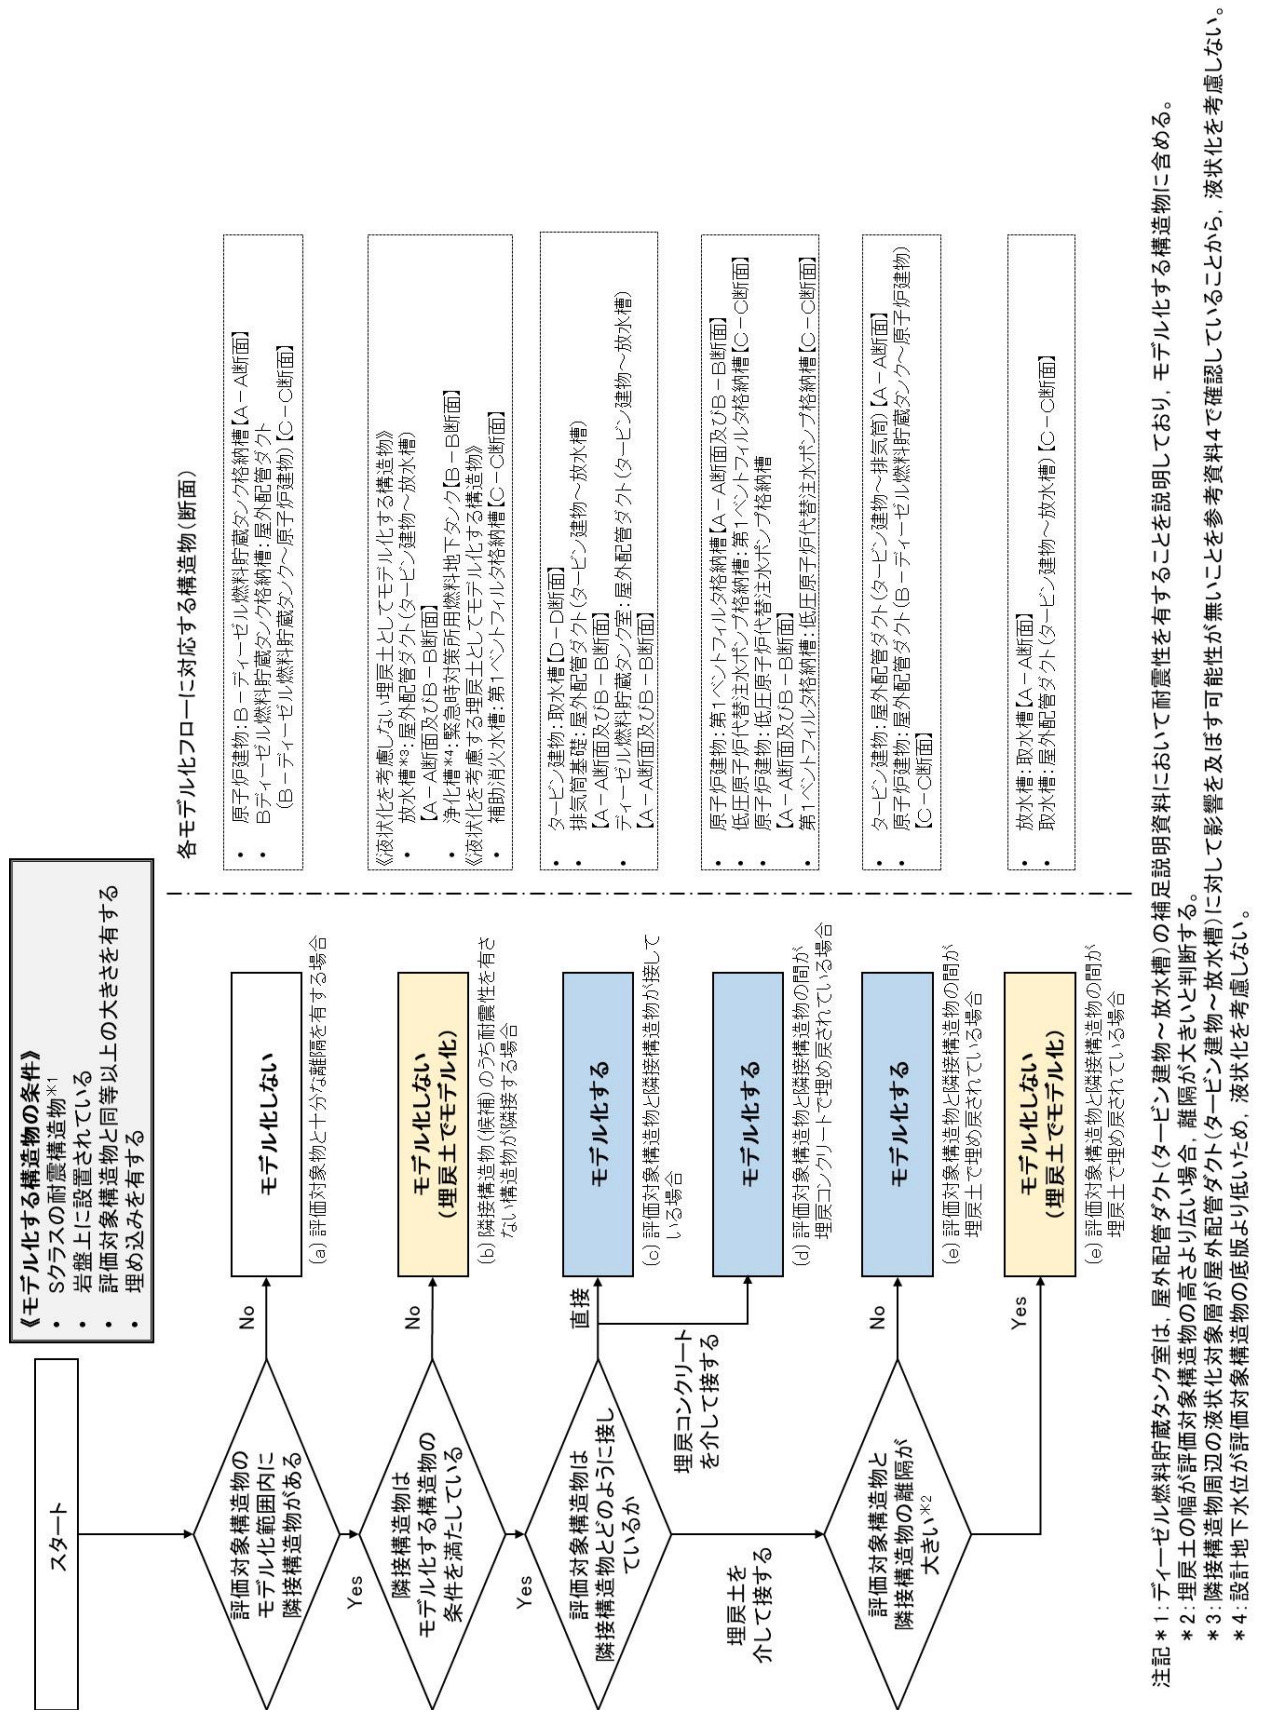 スタート
《モデル化する構造物の条件》
・ Sクラスの耐震構造物*1
・ 岩盤上に設置されている
・ 評価対象構造物と同等以上の大きさを有する
・ 埋め込みを有する
各モデル化フローに対応する構造物(断面)
評価対象構造物の
モデル化範囲内に
隣接構造物がある
No
モデル化しない
(a) 評価対象物と十分な離隔を有する場合
・ 原子炉建物:B-ディーゼル燃料貯蔵タンク格納槽【A-A断面】
・ Bディーゼル燃料貯蔵タンク格納槽:屋外配管ダクト
(B-ディーゼル燃料貯蔵タンク~原子炉建物)【C-C断面】
Yes
隣接構造物は
モデル化する構造物の
条件を満たしている
No
モデル化しない
(埋戻土でモデル化)
(b) 隣接構造物(候補)のうち耐震性を有さ
ない構造物が隣接する場合
《液状化を考慮しない埋戻土としてモデル化する構造物》
・ 放水槽*3:屋外配管ダクト(タービン建物~放水槽)
【A-A断面及びB-B断面】
・ 浄化槽*4:緊急時対策所用燃料地下タンク【B-B断面】
《液状化を考慮する埋戻土としてモデル化する構造物》
・ 補助消火水槽:第1ベントフィルタ格納槽【C-C断面】
Yes
評価対象構造物は
隣接構造物とどのように接し
ているか
直接
モデル化する
(c) 評価対象構造物と隣接構造物が接して
いる場合
・ タービン建物:取水槽【D-D断面】
・ 排気筒基礎:屋外配管ダクト(タービン建物~放水槽)
【A-A断面及びB-B断面】
・ ディーゼル燃料貯蔵タンク室:屋外配管ダクト(タービン建物~放水槽)
【A-A断面及びB-B断面】
埋戻コンクリート
を介して接する
モデル化する
(d) 評価対象構造物と隣接構造物の間が
埋戻コンクリートで埋め戻されている場合
・ 原子炉建物:第1ベントフィルタ格納槽【A-A断面及びB-B断面】
・ 低圧原子炉代替注水ポンプ格納槽:第1ベントフィルタ格納槽【C-C断面】
・ 原子炉建物:低圧原子炉代替注水ポンプ格納槽
【A-A断面及びB-B断面】
・ 第1ベントフィルタ格納槽:低圧原子炉代替注水ポンプ格納槽【C-C断面】
埋戻土を
介して接する
評価対象構造物と
隣接構造物の離隔が
大きい*2
No
モデル化する
(e) 評価対象構造物と隣接構造物の間が
埋戻土で埋め戻されている場合
・ タービン建物:屋外配管ダクト(タービン建物~排気筒)【A-A断面】
・ 原子炉建物:屋外配管ダクト(B-ディーゼル燃料貯蔵タンク~原子炉建物)
【C-C断面】
Yes
モデル化しない
(埋戻土でモデル化)
(e) 評価対象構造物と隣接構造物の間が
埋戻土で埋め戻されている場合
・ 放水槽:取水槽【A-A断面】
・ 取水槽:屋外配管ダクト(タービン建物~放水槽)【C-C断面】
注記*1:ディーゼル燃料貯蔵タンク室は,屋外配管ダクト(タービン建物~放水槽)の補足説明資料において耐震性を有することを説明しており,モデル化する構造物に含める。
*2:埋戻土の幅が評価対象構造物の高さより広い場合,離隔が大きいと判断する。
*3:隣接構造物周辺の液状化対象層が屋外配管ダクト(タービン建物~放水槽)に対して影響を及ぼす可能性が無いことを参考資料4で確認していることから,液状化を考慮しない。
*4:設計地下水位が評価対象構造物の底版より低いため,液状化を考慮しない。